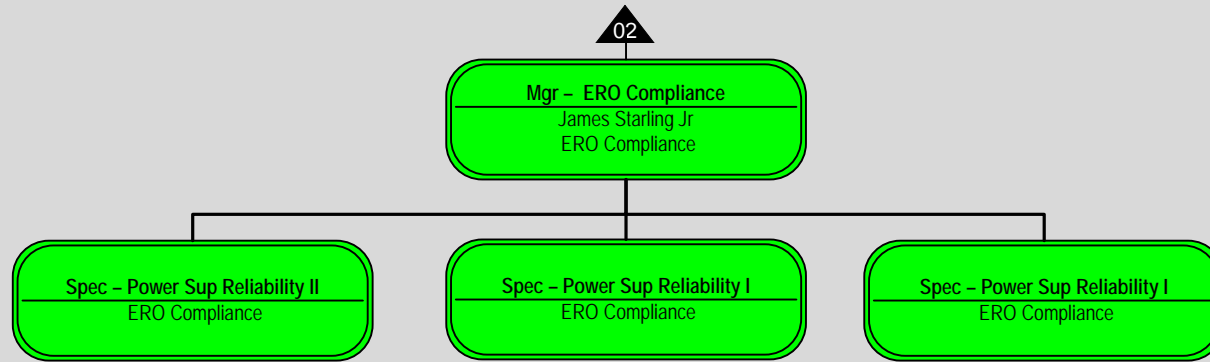 02
Mgr – ERO Compliance
James Starling Jr
ERO Compliance
Spec – Power Sup Reliability II
ERO Compliance
Spec – Power Sup Reliability I
ERO Compliance
Spec – Power Sup Reliability I
ERO Compliance